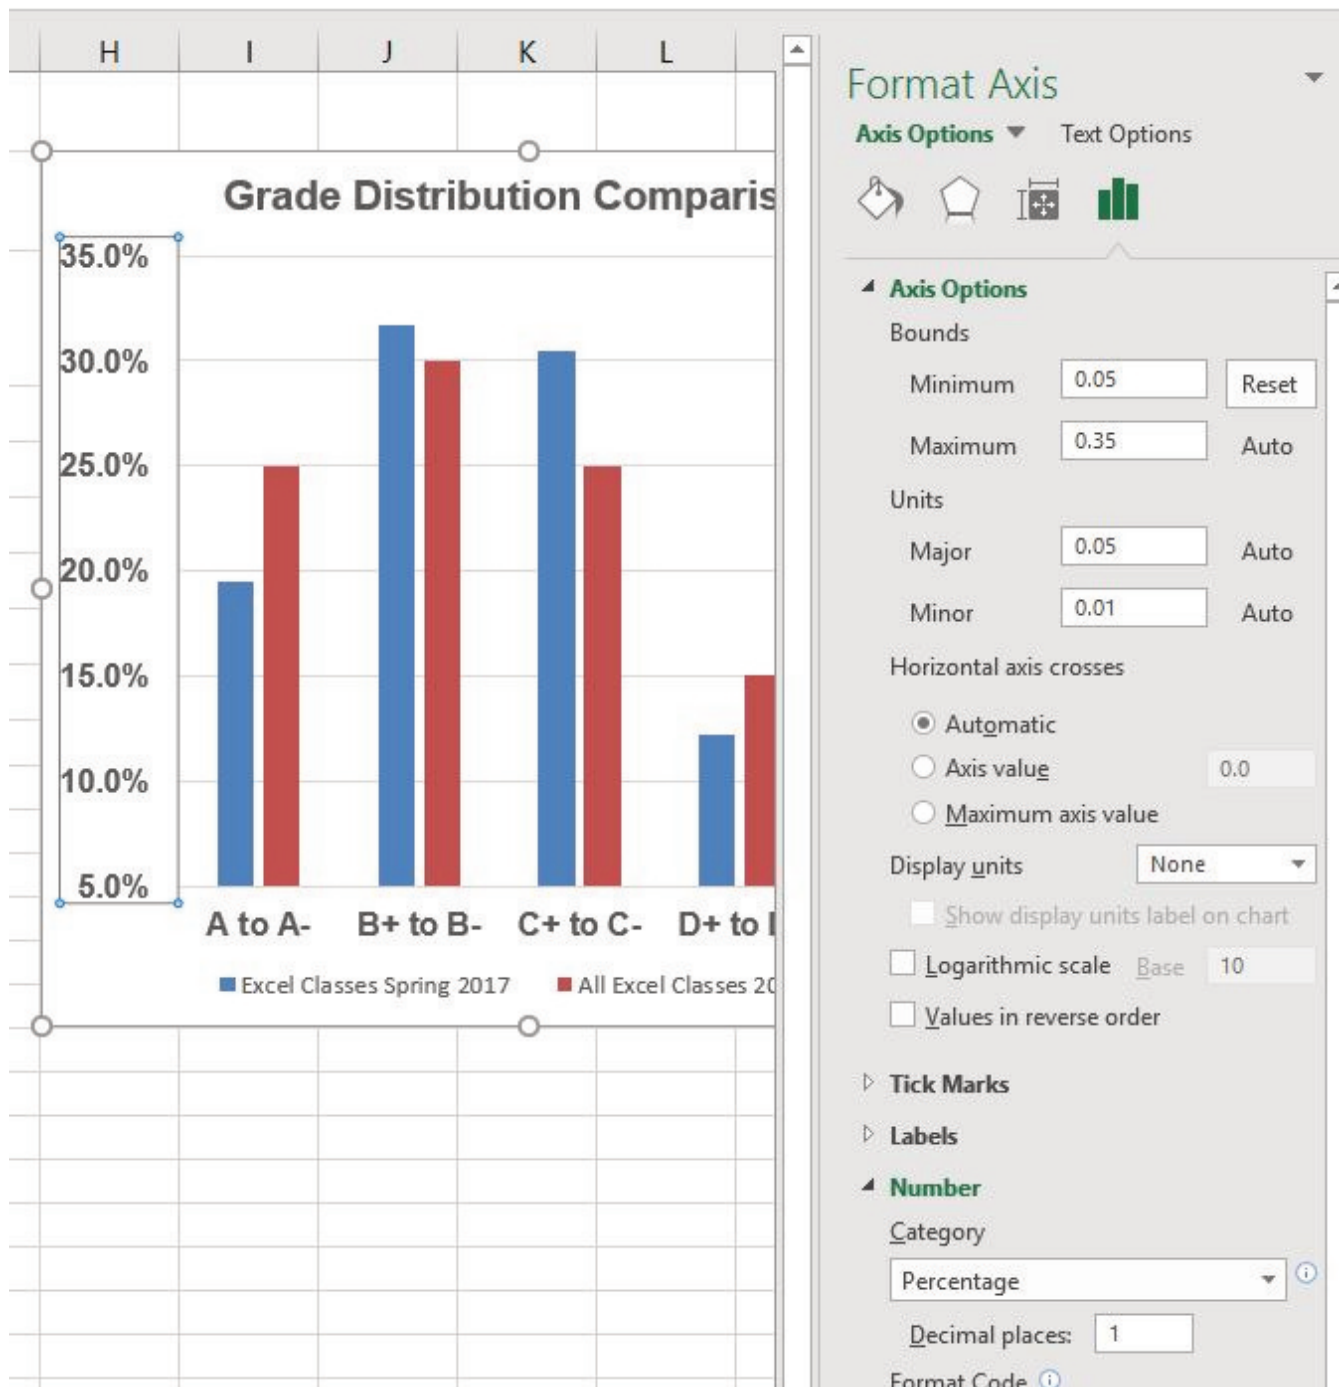 H I J K L
Grade Distribution Comparis
35.0%
30.0%
25.0%
20.0%
15.0%
10.0%
5.0%
A to A- B+ to B- C+ to C- D+ to
Excel Classes Spring 2017 All Excel Classes 20
Format Axis
Axis Options Text Options
Axis Options
Bounds
Minimum 0.05 Reset
Maximum 0.35 Auto
Units
Major 0.05 Auto
Minor 0.01 Auto
Horizontal axis crosses
Automatic
Axis value 0.0
Maximum axis value
Display units None
Show display units label on chart
Logarithmic scale Base 10
Values in reverse order
Tick Marks
Labels
Number
Category
Percentage
Decimal places: 1
Format Code